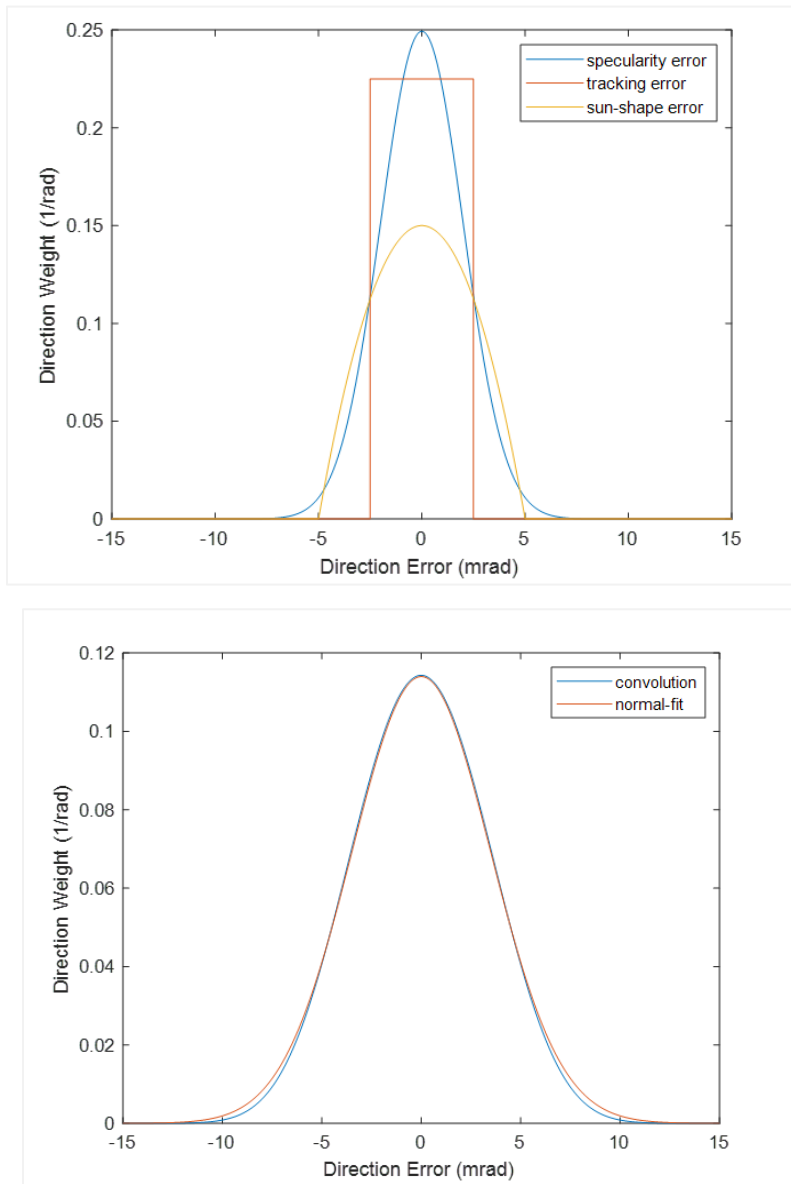 0.25
0.2
0.15
0.1
0.05
0
Direction Weight (1/rad)
specularity error
tracking error
sun-shape error
-15 -10 -5 0 5 10 15
Direction Error (mrad)
0.12
0.1
0.08
0.06
0.04
0.02
0
Direction Weight (1/rad)
convolution
normal-fit
-15 -10 -5 0 5 10 15
Direction Error (mrad)